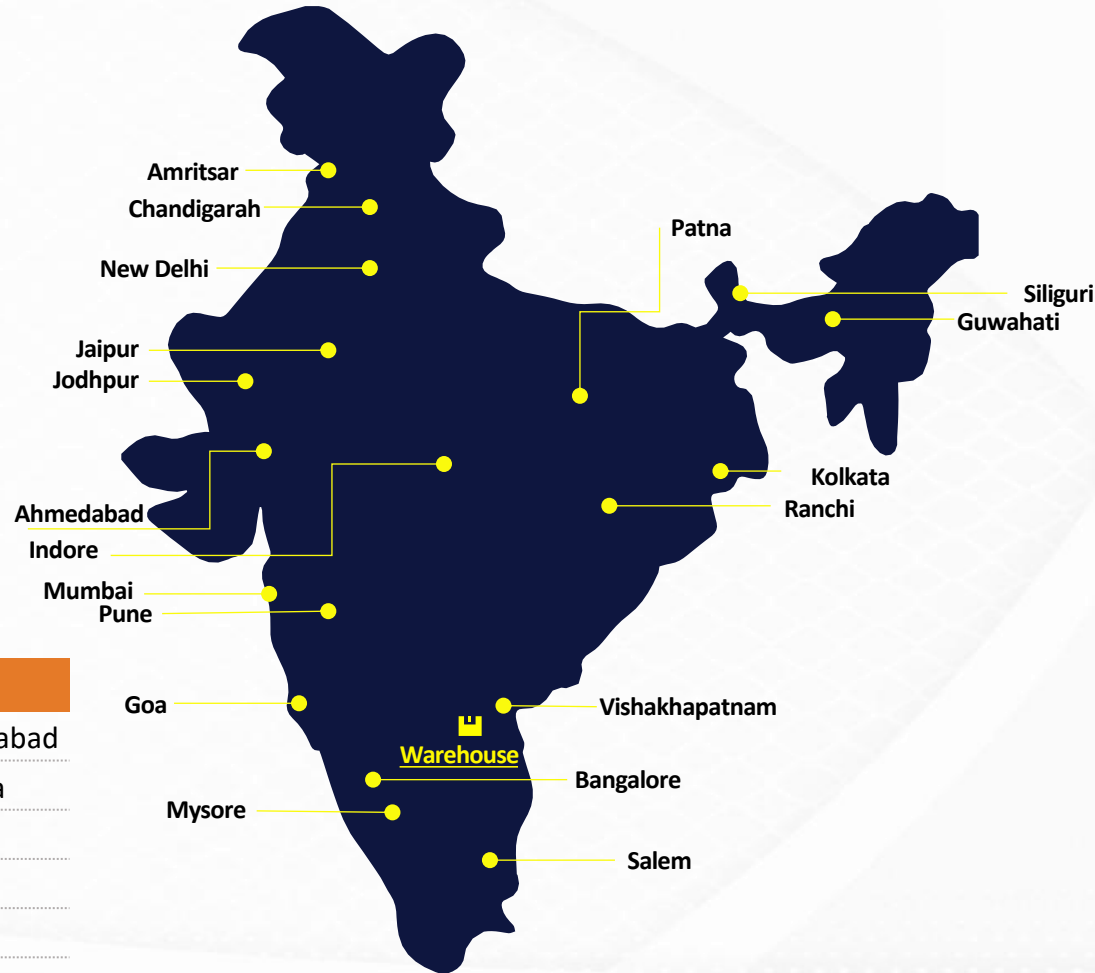 Amritsar
Chandigarah
Patna
New Delhi
Siliguri
Guwahati
Jaipur
Jodhpur
Kolkata
Ranchi
Ahmedabad
Indore
Mumbai
Pune
Goa
Vishakhapatnam
abad
Warehouse
Bangalore
a
Mysore
Salem